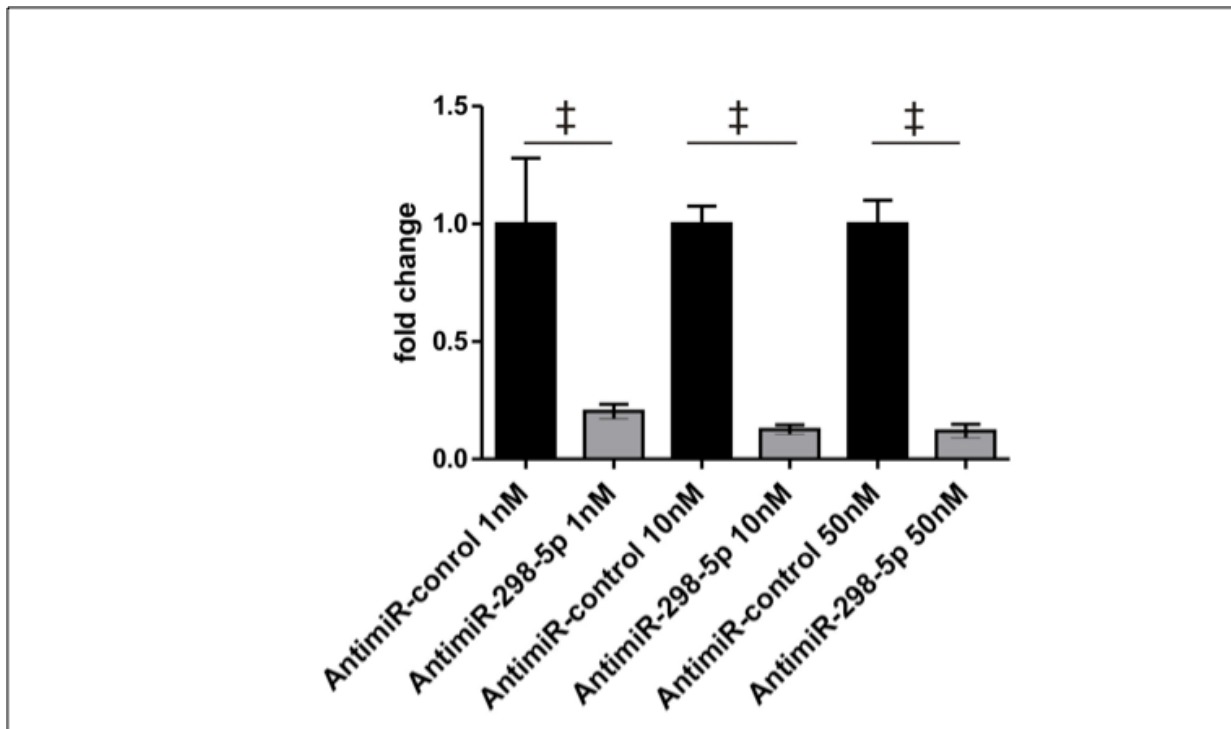 ‡ ‡ ‡
1.5
1.0
0.5
0.0
fold change
AntimiR-conrol 1nM
AntimiR-298-5p 1nM
AntimiR-control 10nM
AntimiR-298-5p 10nM
AntimiR-control 50nM
AntimiR-298-5p 50nM